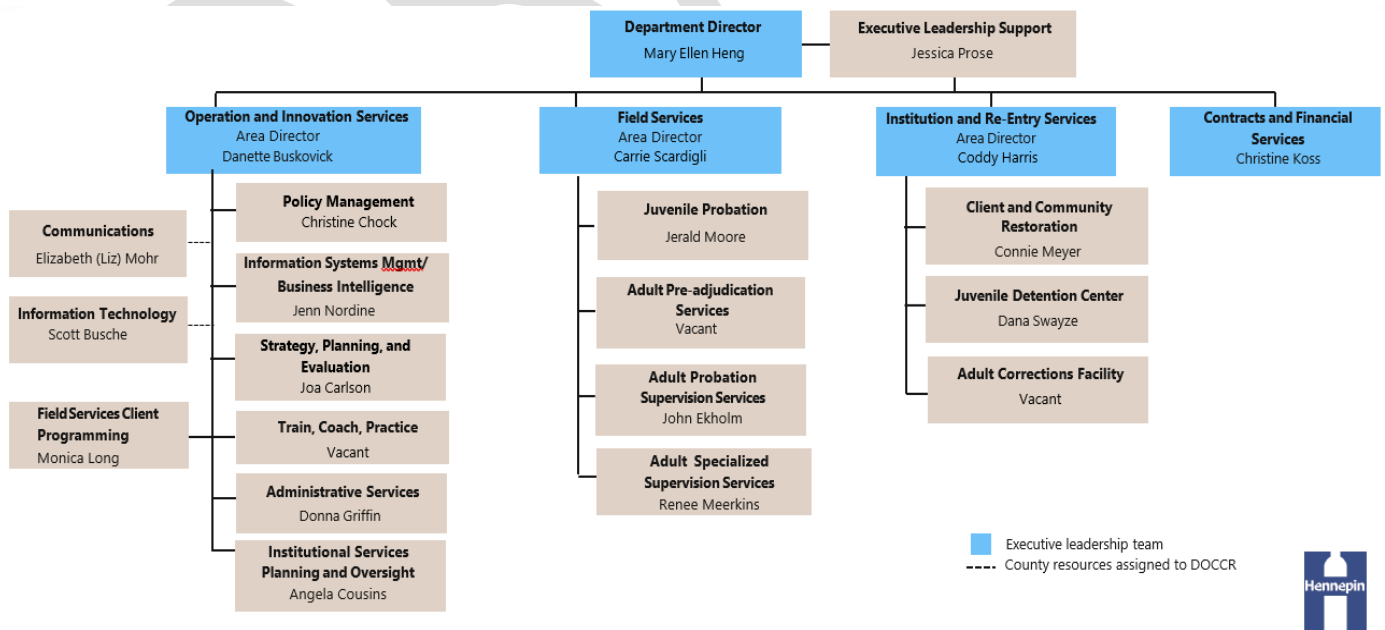 Department Director
Mary Ellen Heng
Executive Leadership Support
Jessica Prose
Operation and Innovation Services
Area Director
Danette Buskovick
Field Services
Area Director
Carrie Scardigli
Institution and Re-Entry Services
Area Director
Coddy Harris
Contracts and Financial
Services
Christine Koss
Communications
Elizabeth (Liz) Mohr
Information Technology
Scott Busche
Field Services Client
Programming
Monica Long
Policy Management
Christine Chock
Information Systems Mgmt/
Business Intelligence
Jenn Nordine
Strategy, Planning, and
Evaluation
Joa Carlson
Train, Coach, Practice
Vacant
Administrative Services
Donna Griffin
Institutional Services
Planning and Oversight
Angela Cousins
Juvenile Probation
Jerald Moore
Adult Pre-adjudication
Services
Vacant
Adult Probation
Supervision Services
John Ekholm
Adult Specialized
Supervision Services
Renee Meerkins
Client and Community
Restoration
Connie Meyer
Juvenile Detention Center
Dana Swayze
Adult Corrections Facility
Vacant
Executive leadership team
County resources assigned to DOCCR
Hennepin